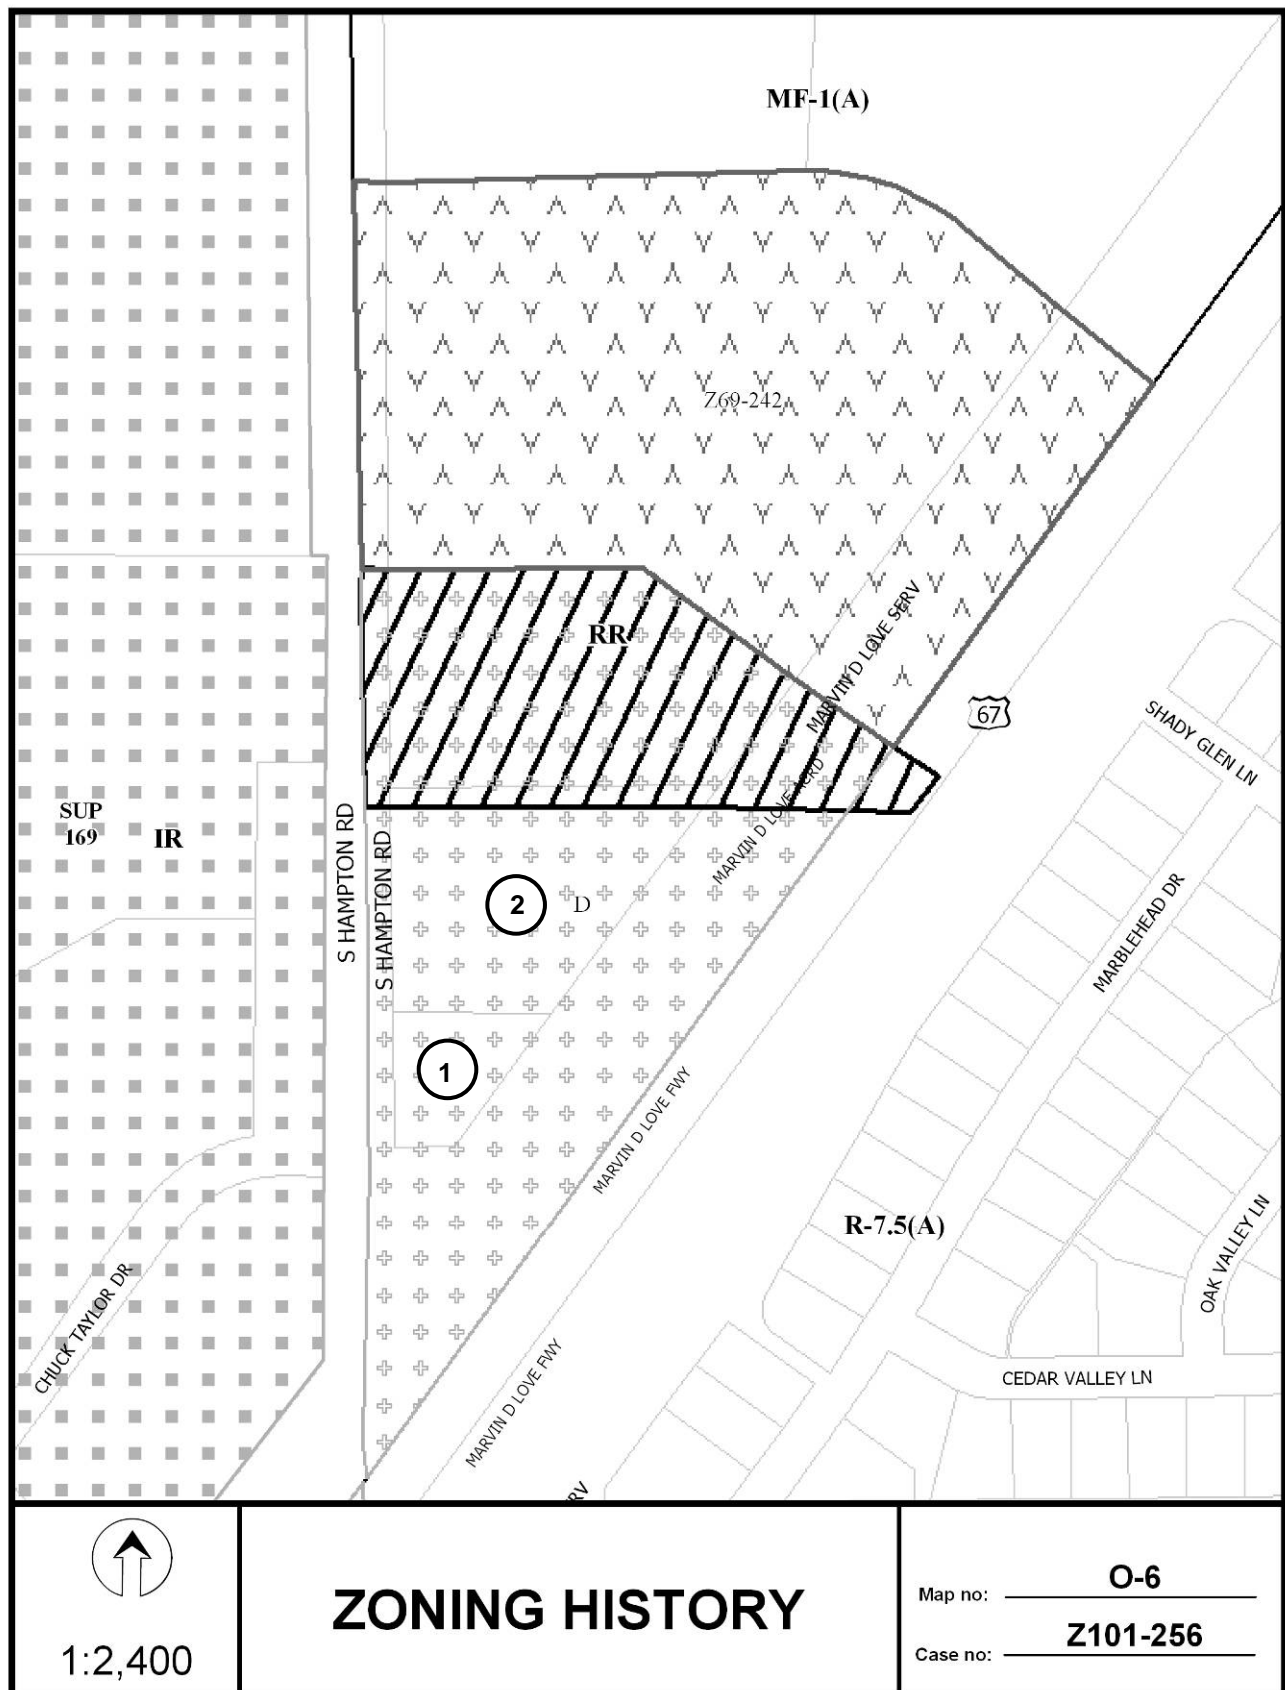 MF-1(A)
Z69-242
RR
MARVIN D LOVE SERV
67
SHADY GLEN LN
SUP
169
IR
S HAMPTON RD
S HAMPTON RD
MARVIN D LOVE ACRD
2
D
MARBLEHEAD DR
1
MARVIN D LOVE FWY
R-7.5(A)
OAK VALLEY LN
CHUCK TAYLOR DR
MARVIN D LOVE FWY
CEDAR VALLEY LN
RV
1:2,400
ZONING HISTORY
Map no: O-6
Case no: Z101-256